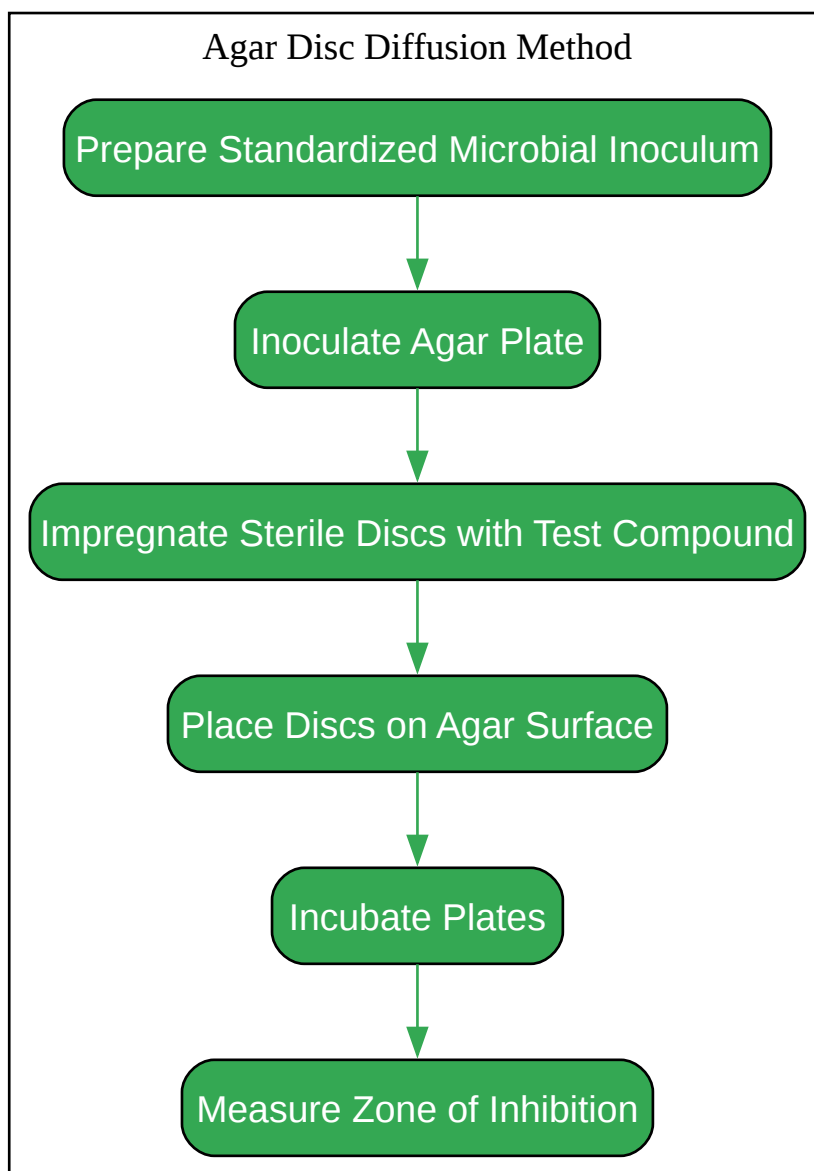 Agar Disc Diffusion Method
Prepare Standardized Microbial Inoculum
Inoculate Agar Plate
Impregnate Sterile Discs with Test Compound
Place Discs on Agar Surface
Incubate Plates
Measure Zone of Inhibition